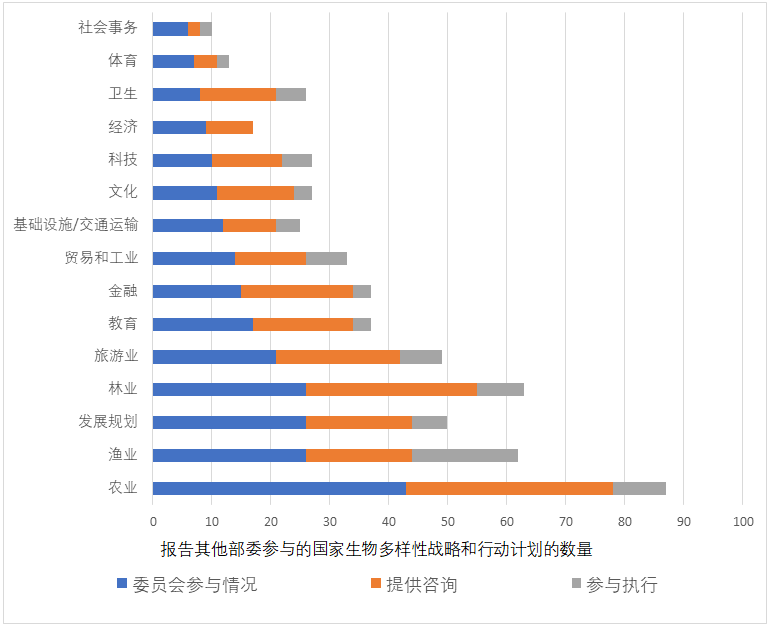 社会事务
体育
卫生
经济
科技
文化
基础设施/交通运输
贸易和工业
金融
教育
旅游业
林业
发展规划
渔业
农业
0 10 20 30 40 50 60 70 80 90 100
报告其他部委参与的国家生物多样性战略和行动计划的数量
委员会参与情况 提供咨询 参与执行